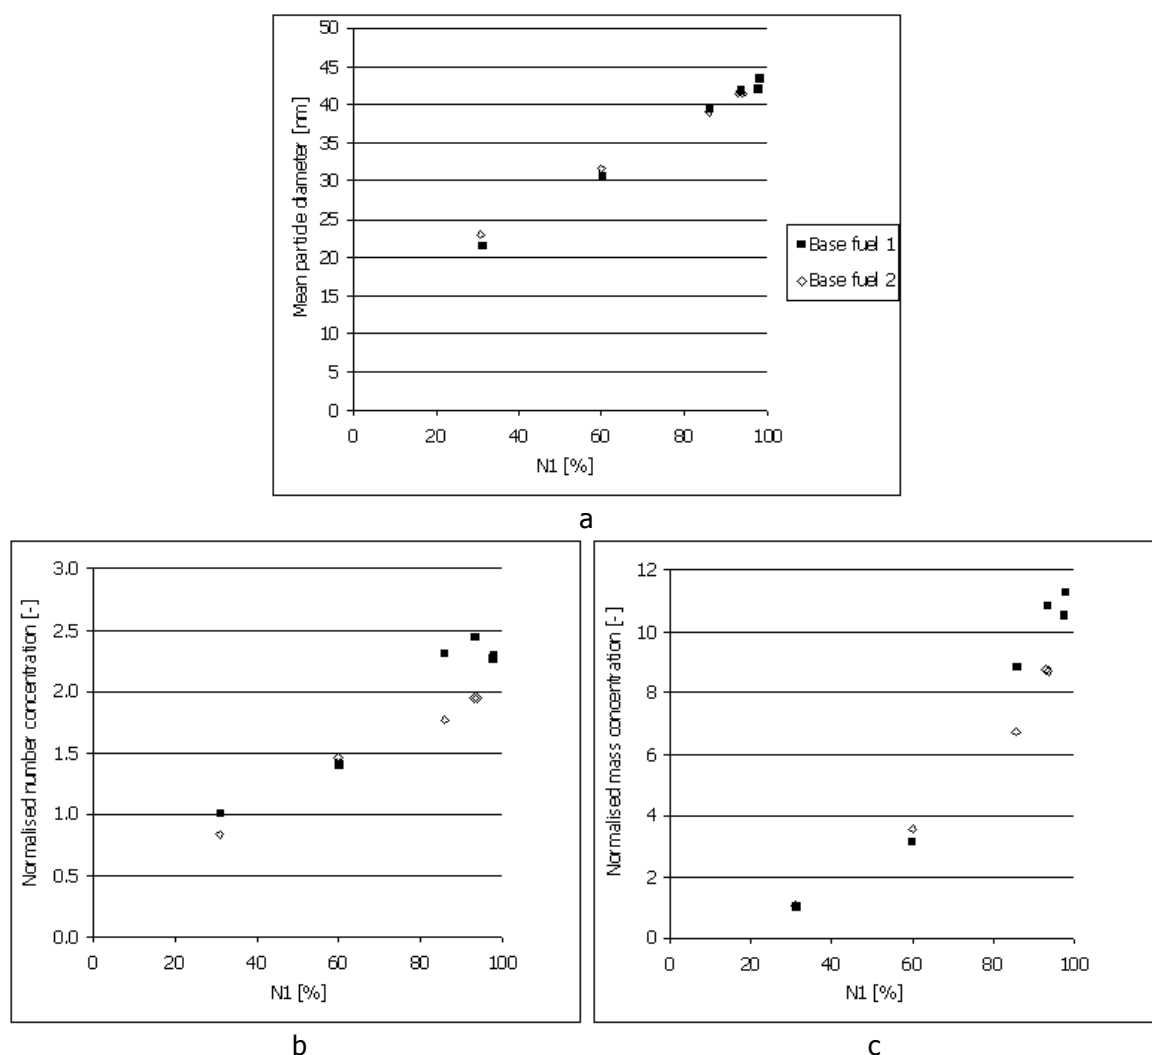 50
45
40
35
30
25
20
15
10
5
0
Mean particle diameter [nm]
0 20 40 60 80 100
N1 [%]
Base fuel 1
Base fuel 2
a
3.0
2.5
2.0
1.5
1.0
0.5
0.0
Normalised number concentration [-]
0 20 40 60 80 100
N1 [%]
b
12
10
8
6
4
2
0
Normalised mass concentration [-]
0 20 40 60 80 100
N1 [%]
c